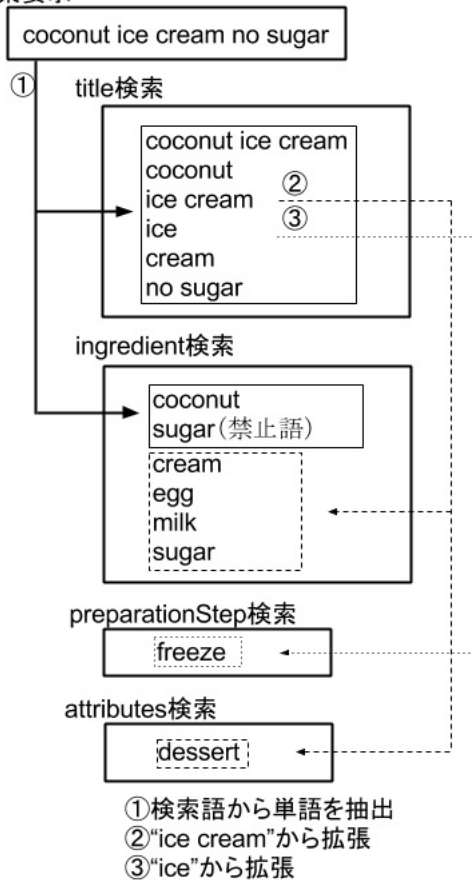 coconut ice cream no sugar
①
title検索
coconut ice cream
coconut
ice cream ②
ice ③
cream
no sugar
ingredient検索
coconut
sugar(禁止語)
cream
egg
milk
sugar
preparationStep検索
freeze
attributes検索
dessert
①検索語から単語を抽出
②“ice cream”から拡張
③“ice”から拡張